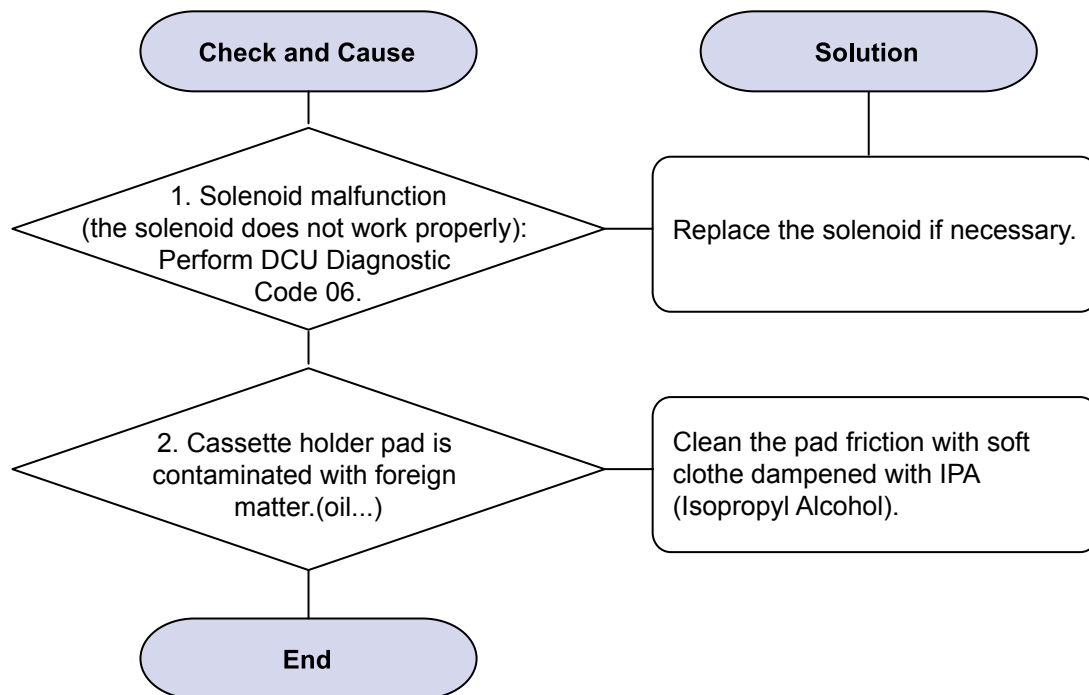 Check and Cause
Solution
1. Solenoid malfunction
(the solenoid does not work properly):
Perform DCU Diagnostic
Code 06.
Replace the solenoid if necessary.
2. Cassette holder pad is
contaminated with foreign
matter.(oil...)
Clean the pad friction with soft
clothe dampened with IPA
(Isopropyl Alcohol).
End